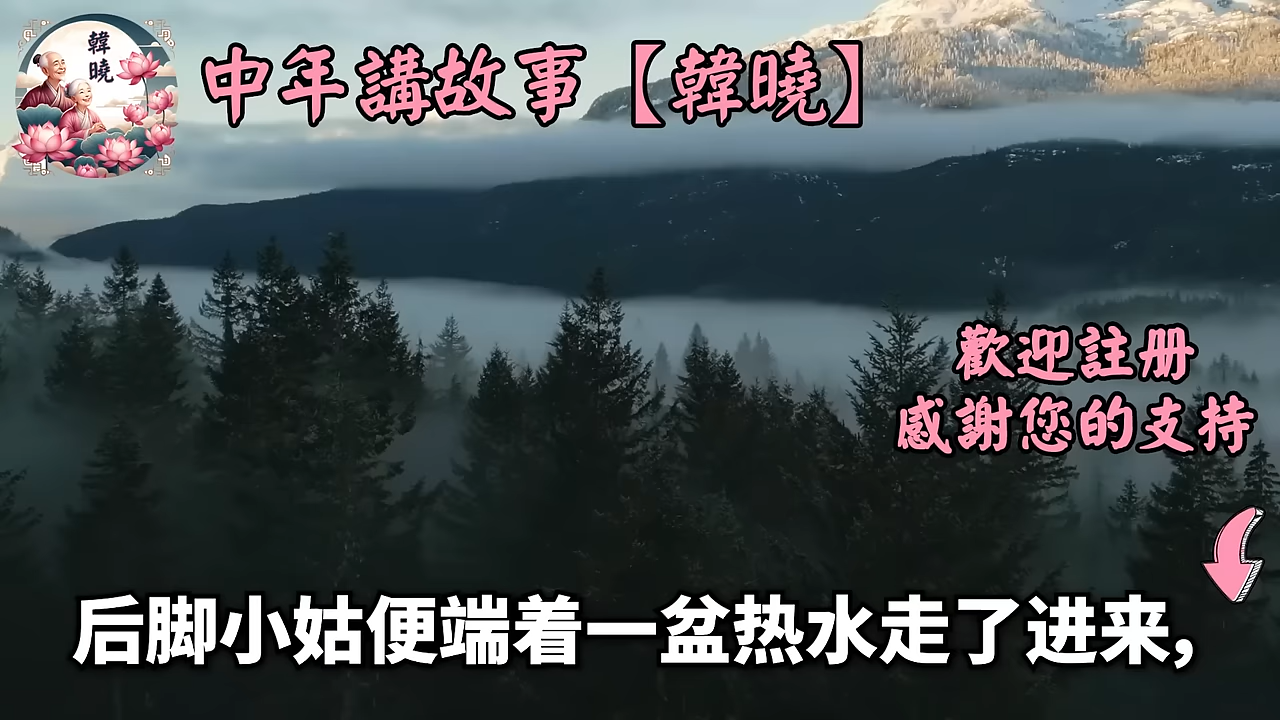 韓
曉
中年講故事【韓曉】
歡迎註册
感謝您的支持
后脚小姑便端着一盆热水走了进来,